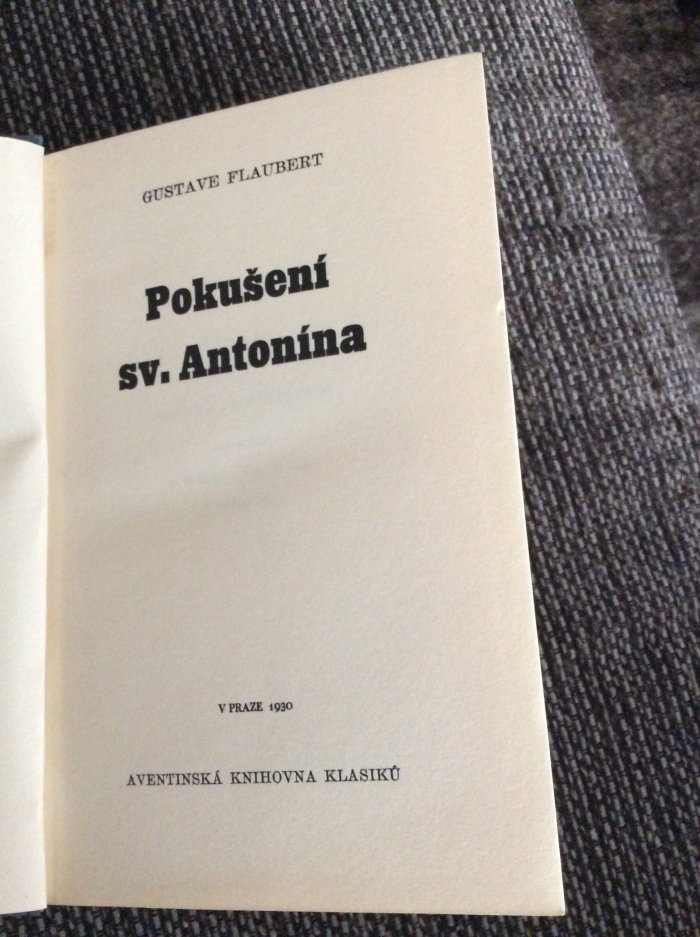 GUSTAVE FLAUBERT
Pokušení
sv. Antonína
V PRAZE 1930
AVENTINSKÁ KNIHOVNA KLASIKŮ